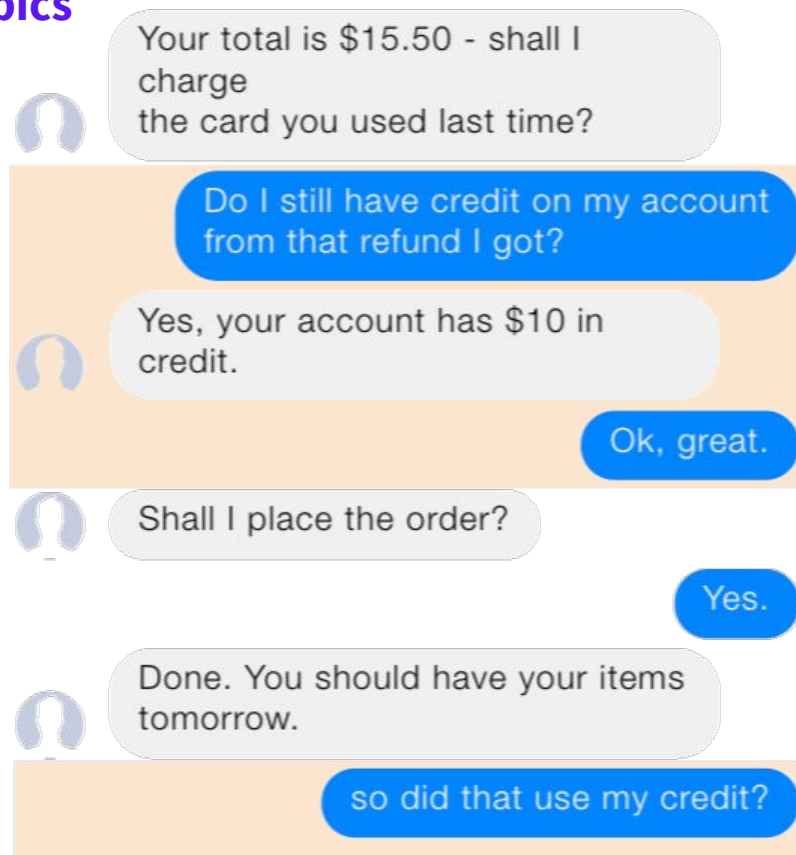 Your total is $15.50 - shall I
charge
the card you used last time?
Do I still have credit on my account
from that refund I got?
Yes, your account has $10 in
credit.
Ok, great.
Shall I place the order?
Yes.
Done. You should have your items
tomorrow.
so did that use my credit?